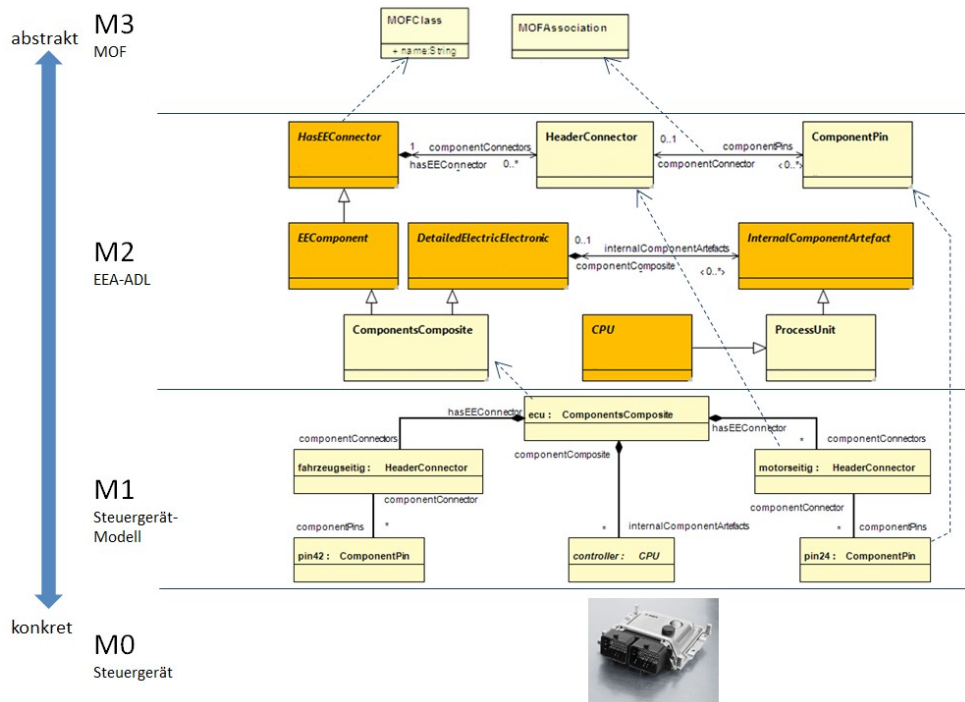 M3
MOF
abstrakt
MOFClass
+ name:String
MOFAssociation
HasEEConnector
1
componentConnectors
hasEEConnector
0..*
HeaderConnector
0..1
componentPins
componentConnector
<0..*>
ComponentPin
M2
EEA-ADL
EEComponent
DetailedElectricElectronic
0..1
internalComponentArtefacts
componentComposite
<0..*>
InternalComponentArtefact
ComponentsComposite
CPU
ProcessUnit
M1
Steuergerät-
Modell
hasEEConnector
ecu : ComponentsComposite
hasEEConnector
componentConnectors
componentComposite
*
componentConnectors
fahrzeugseitig : HeaderConnector
motorseitig : HeaderConnector
componentConnector
componentConnector
componentPins
*
*
internalComponentArtefacts
*
componentPins
pin42 : ComponentPin
controller : CPU
pin24 : ComponentPin
konkret
M0
Steuergerät